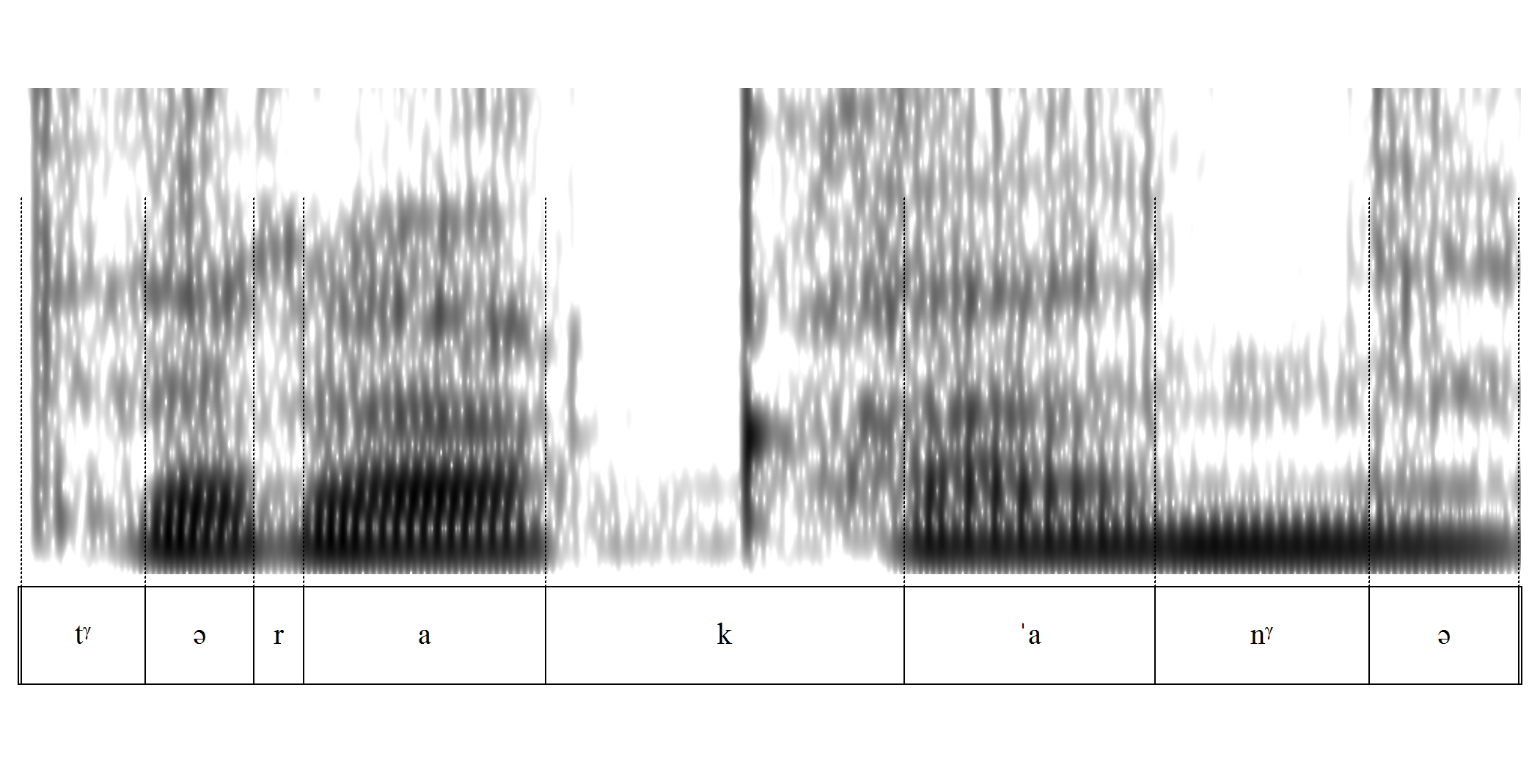 tˠ ə r a k ˈa nˠ ə